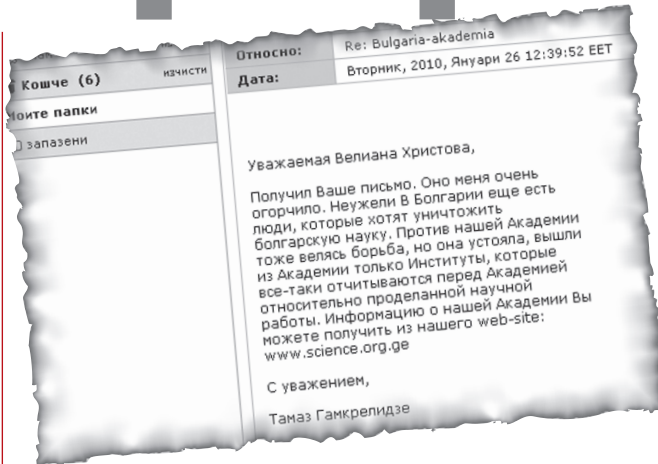 Кошче (6) изчисти
Моите папки
запазени
Относно: Re: Bulgaria-akademia
Дата: Вторник, 2010, Януари 26 12:39:52 EET
Уважаемая Велиана Христова,
Получил Ваше письмо. Оно меня очень
огорчило. Неужели В Болгарии еще есть
люди, которые хотят уничтожить
болгарскую науку. Против нашей Академии
тоже велясь борьба, но она устояла, вышли
из Академии только Институты, которые
все-таки отчитываются перед Академией
относительно проделанной научной
работы. Информацию о нашей Академии Вы
можете получить из нашего web-site:
www.science.org.ge
С уважением,
Тамаз Гамкрелидзе